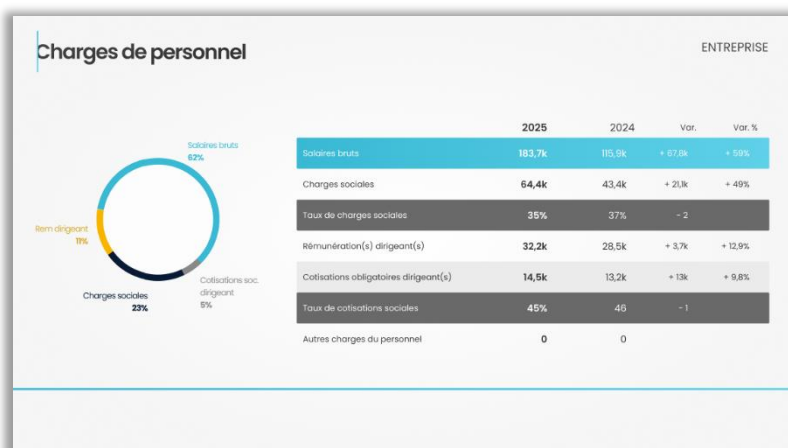 Charges de personnel
ENTREPRISE
Salaires bruts
62%
Rem dirigeant
11%
Charges sociales
23%
Cotisations soc.
dirigeant
5%
2025 2024 Var. Var. %
Salaires bruts 183,7k 115,9k + 67,8k + 59%
Charges sociales 64,4k 43,4k + 21,1k + 49%
Taux de charges sociales 35% 37% - 2
Rémunération(s) dirigeant(s) 32,2k 28,5k + 3,7k + 12,9%
Cotisations obligatoires dirigeant(s) 14,5k 13,2k + 13k + 9,8%
Taux de cotisations sociales 45% 46 - 1
Autres charges du personnel 0 0